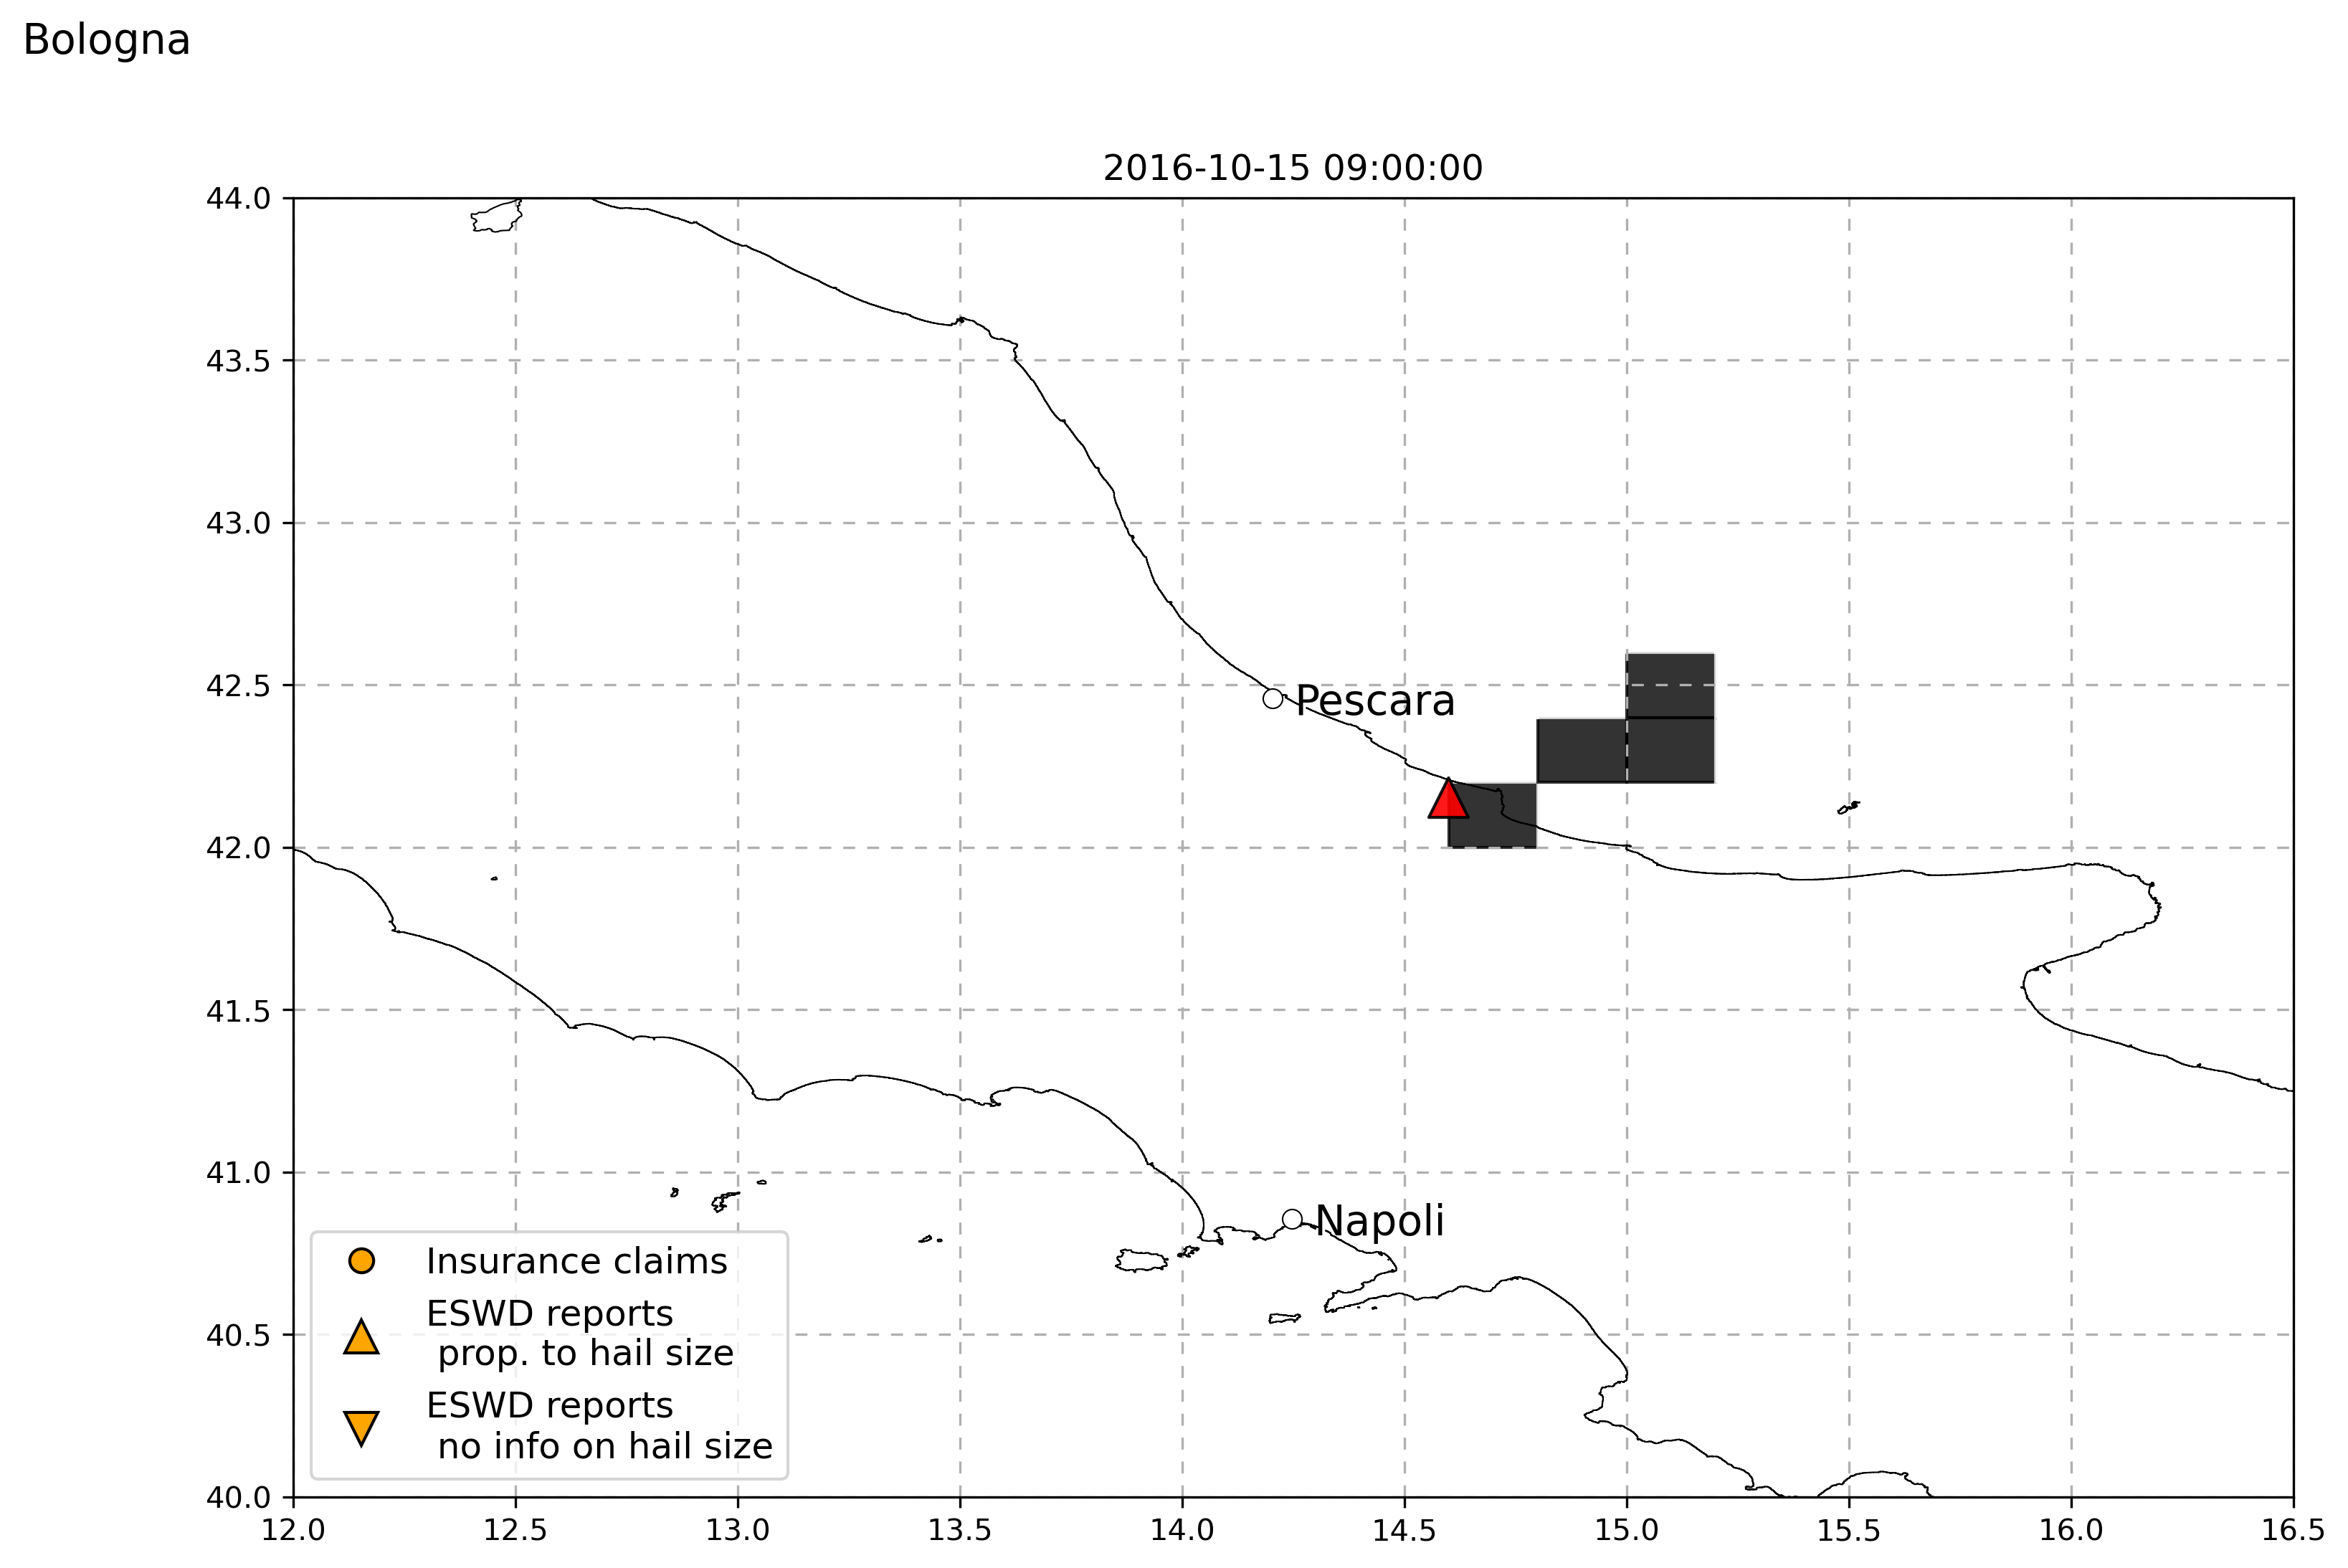 Bologna
2016-10-15 09:00:00
44.0
43.5
43.0
42.5
42.0
41.5
41.0
40.5
40.0
Pescara
Napoli
Insurance claims
ESWD reports
prop. to hail size
ESWD reports
no info on hail size
12.0 12.5 13.0 13.5 14.0 14.5 15.0 15.5 16.0 16.5